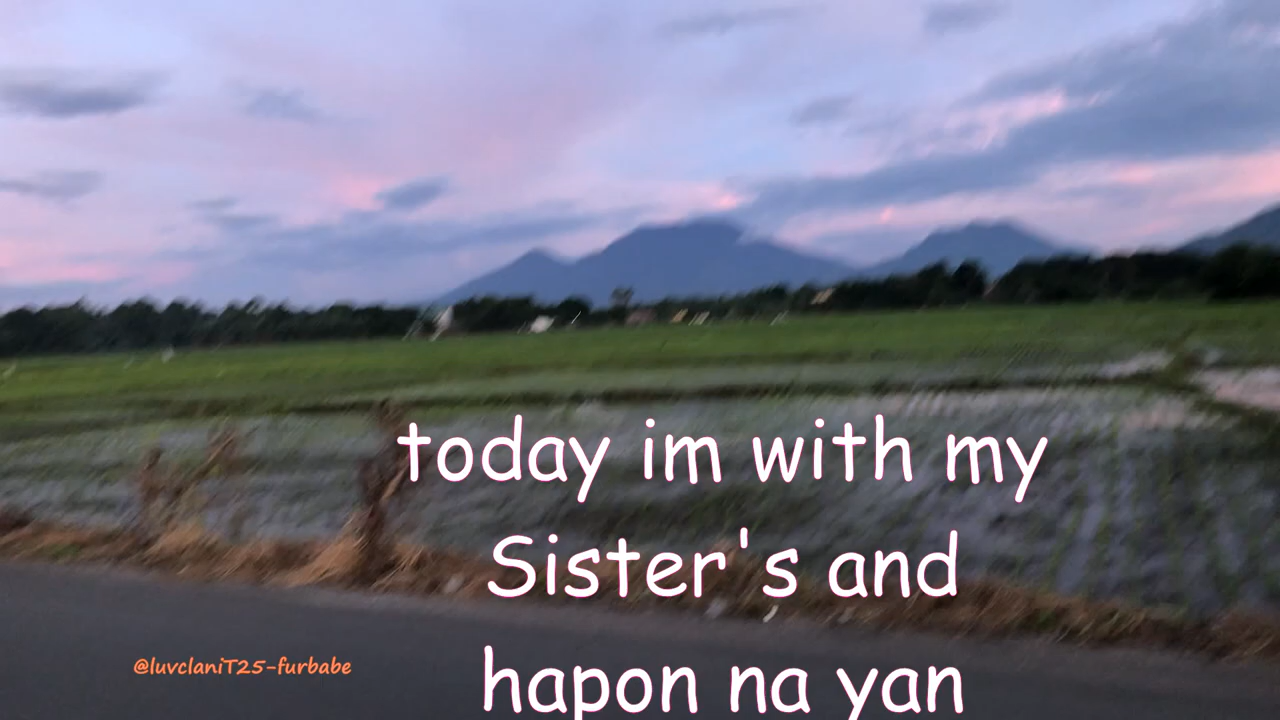 today im with my
Sister's and
hapon na yan
@luvclaniT25-furbabe